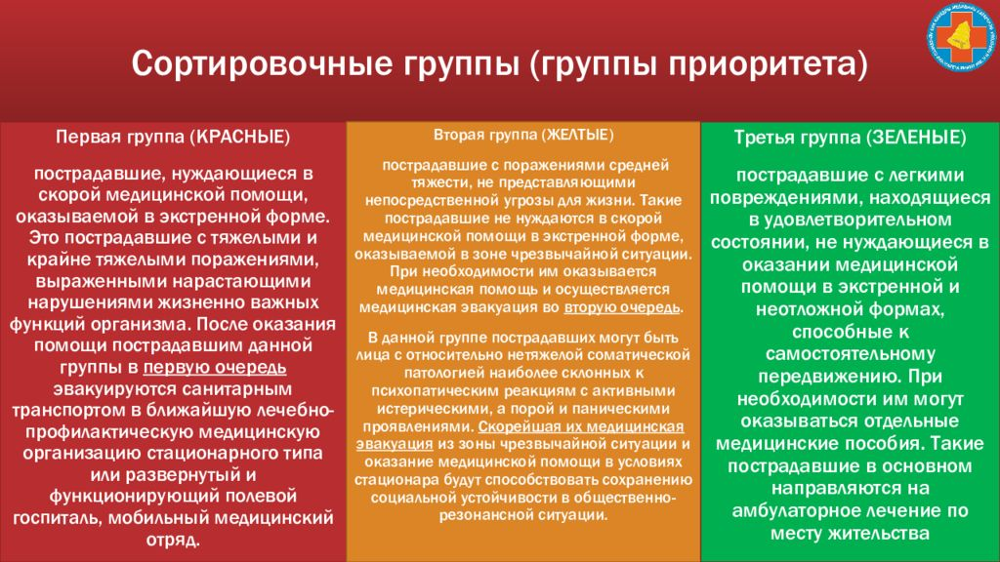 Сортировочные группы (группы приоритета)
Первая группа (КРАСНЫЕ)
пострадавшие, нуждающиеся в
скорой медицинской помощи,
оказываемой в экстренной форме.
Это пострадавшие с тяжелыми и
крайне тяжелыми поражениями,
выраженными нарастающими
нарушениями жизненно важных
функций организма. После оказания
помощи пострадавшим данной
группы в первую очередь
эвакуируются санитарным
транспортом в ближайшую лечебно-
профилактическую медицинскую
организацию стационарного типа
или развернутый и
функционирующий полевой
госпиталь, мобильный медицинский
отряд.
Вторая группа (ЖЕЛТЫЕ)
пострадавшие с поражениями средней
тяжести, не представляющими
непосредственной угрозы для жизни. Такие
пострадавшие не нуждаются в скорой
медицинской помощи в экстренной форме,
оказываемой в зоне чрезвычайной ситуации.
При необходимости им оказывается
медицинская помощь и осуществляется
медицинская эвакуация во вторую очередь.
В данной группе пострадавших могут быть
лица с относительно нетяжелой соматической
патологией наиболее склонных к
психопатическим реакциям с активными
истерическими, а порой и паническими
проявлениями. Скорейшая их медицинская
эвакуация из зоны чрезвычайной ситуации и
оказание медицинской помощи в условиях
стационара будут способствовать сохранению
социальной устойчивости в общественно-
резонансной ситуации.
Третья группа (ЗЕЛЕНЫЕ)
пострадавшие с легкими
повреждениями, находящиеся
в удовлетворительном
состоянии, не нуждающиеся в
оказании медицинской
помощи в экстренной и
неотложной формах,
способные к
самостоятельному
передвижению. При
необходимости им могут
оказываться отдельные
медицинские пособия. Такие
пострадавшие в основном
направляются на
амбулаторное лечение по
месту жительства